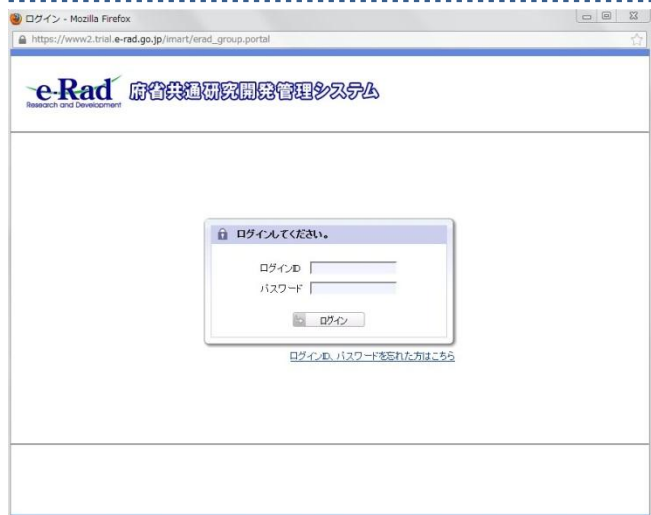 ログイン - Mozilla Firefox
https://www2.trial.e-rad.go.jp/imart/erad_group.portal
e-Rad 府省共通研究開発管理システム
Research and Development
ログインしてください。
ログインID
パスワード
ログイン
ログインID、パスワードを忘れた方はこちら